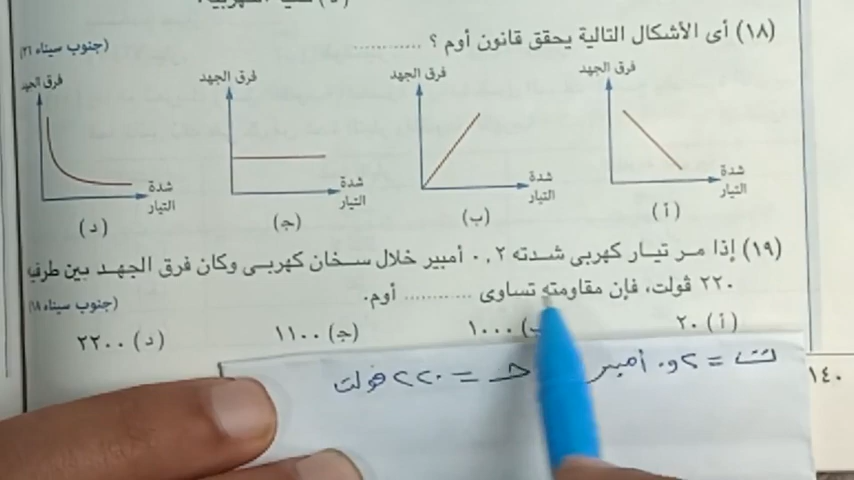 (١٨) أى الأشكال التالية يحقق قانون أوم ؟ ............ (جنوب سيناء ٢٦)
فرق الجهد فرق الجهد فرق الجهد فرق الجهد
شدة التيار شدة التيار شدة التيار شدة التيار
(أ) (ب) (ج) (د)
(١٩) إذا مر تيار كهربى شدته ٠,٢ أمبير خلال سخان كهربى وكان فرق الجهد بين طرفيه
٢٢٠ ڤولت، فإن مقاومته تساوى ............ أوم. (جنوب سيناء ١٨)
(أ) ٢٠ (ب) ١٠٠٠ (ج) ١١٠٠ (د) ٢٢٠٠
ت = ٢و٠ أمبير جـ = ٢٢٠ فولت
١٤٠